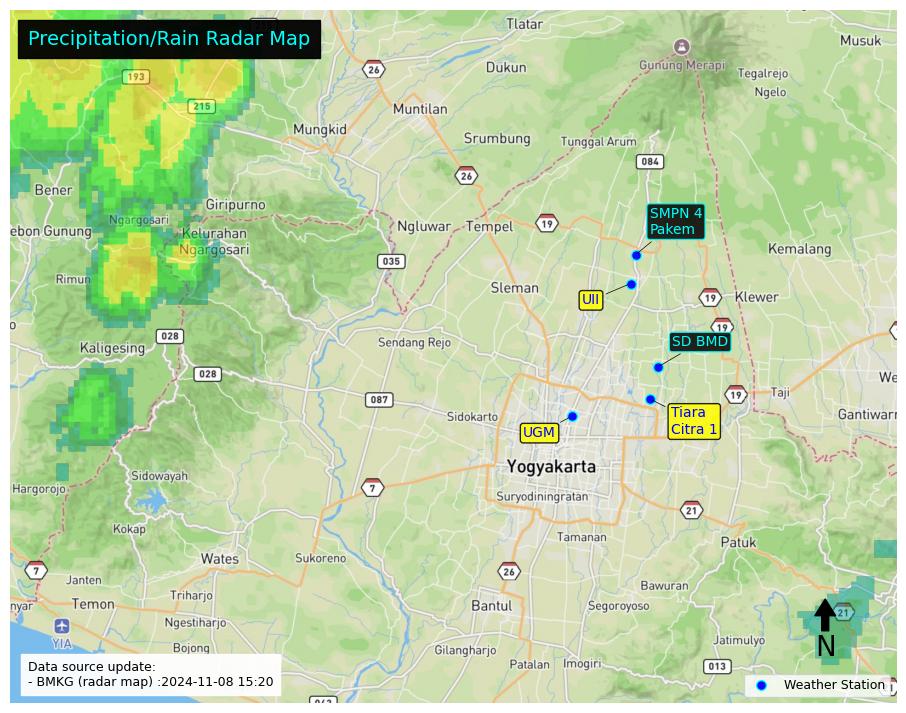 Precipitation/Rain Radar Map
Tlatar
Musuk
26
Dukun
Gunung Merapi
Tegalrejo
193
Ngelo
215
Muntilan
Mungkid
Srumbung
Tunggal Arum
084
26
Bener
Giripurno
SMPN 4
Pakem
Ngargosari
Ngluwar
Tempel
19
ebon Gunung
Kelurahan
Ngargosari
Kemalang
035
Rimun
Sleman
UII
19
Klewer
19
028
Kaligesing
Sendang Rejo
SD BMD
028
We
087
19
Taji
Sidokarto
Tiara
Citra 1
Gantiwarn
UGM
Yogyakarta
Sidowayah
7
Hargorojo
Suryodiningratan
21
Kokap
Tamanan
Patuk
Wates
Sukoreno
7
26
Janten
Bawuran
Triharjo
nyar
Temon
Bantul
Segoroyoso
21
Ngestiharjo
YIA
Jatimulyo
N
Bojong
Gilangharjo
Data source update:
- BMKG (radar map) :2024-11-08 15:20
Patalan
Imogiri
013
Weather Station